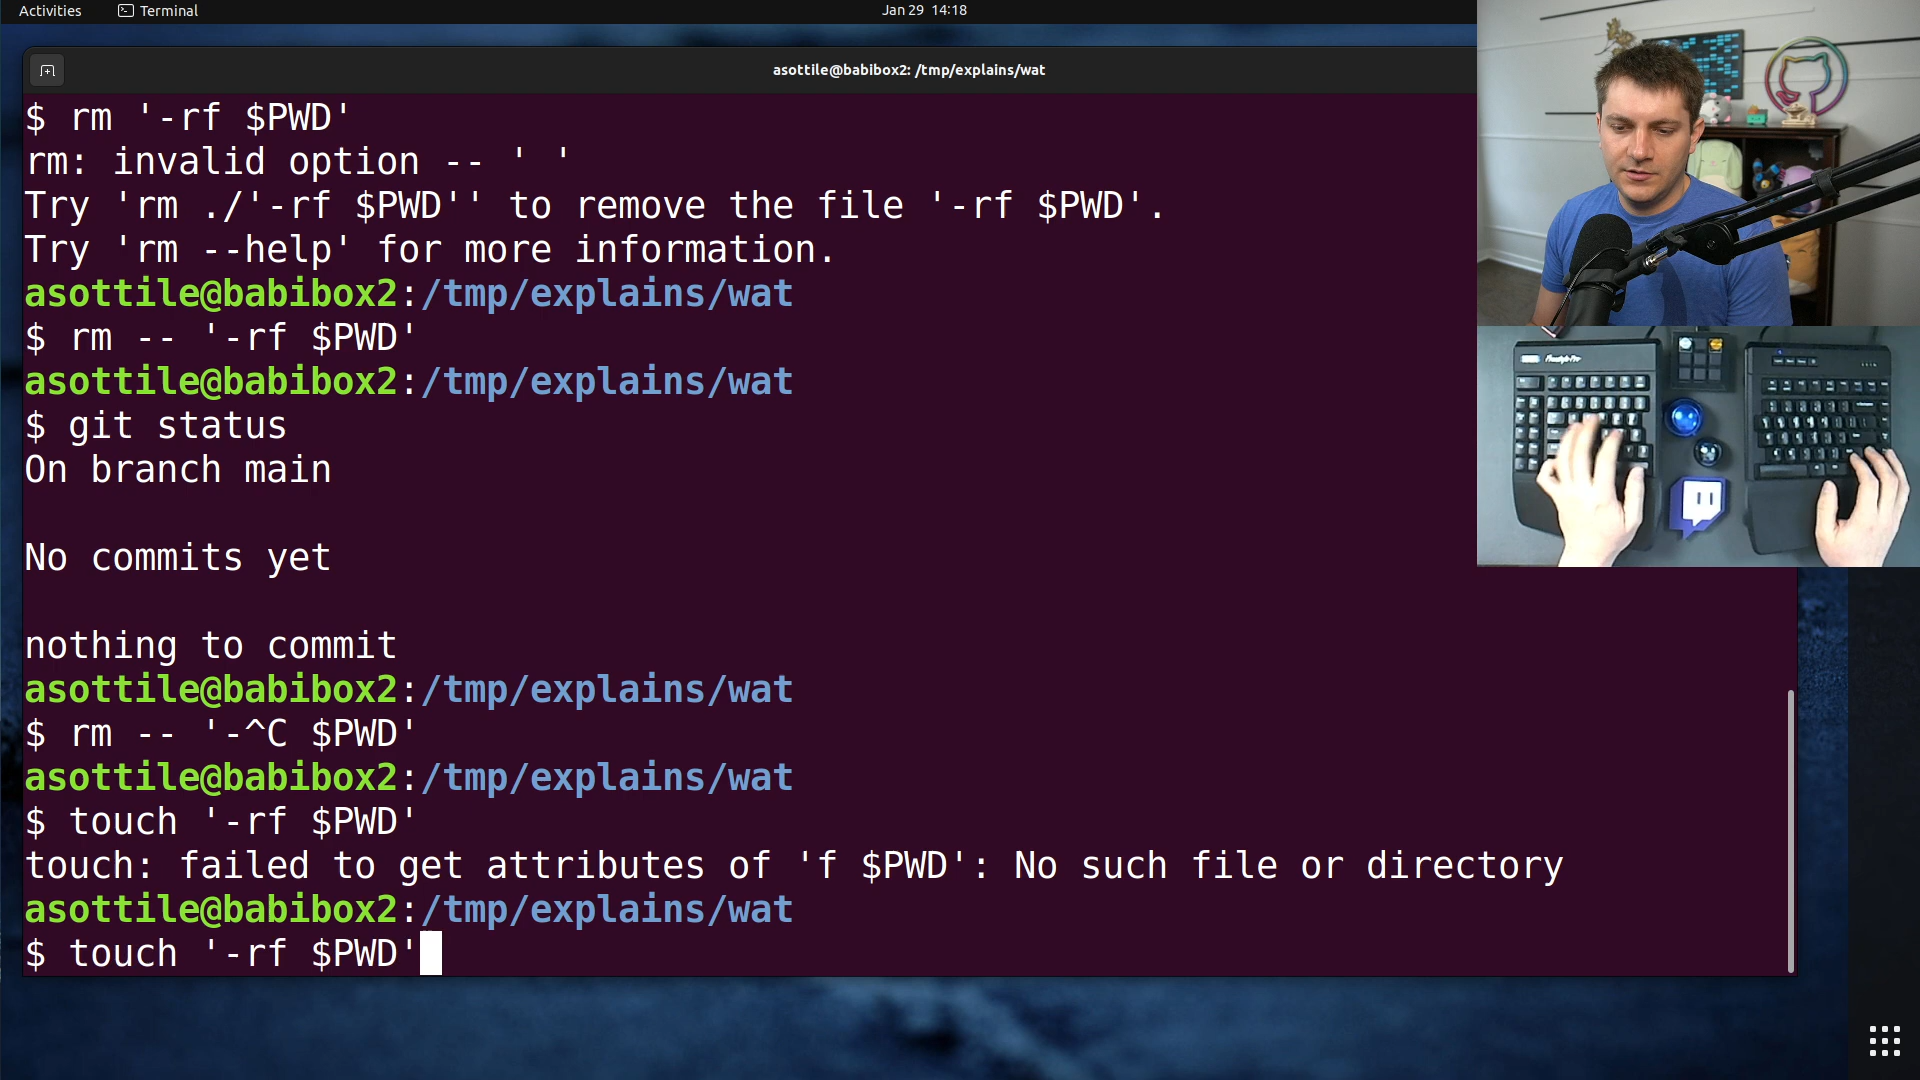 Activities
Terminal
Jan 29 14:18
asottile@babibox2: /tmp/explains/wat
$ rm '-rf $PWD'
rm: invalid option -- ' '
Try 'rm ./'-rf $PWD'' to remove the file '-rf $PWD'.
Try 'rm --help' for more information.
asottile@babibox2:/tmp/explains/wat
$ rm -- '-rf $PWD'
asottile@babibox2:/tmp/explains/wat
$ git status
On branch main
No commits yet
nothing to commit
asottile@babibox2:/tmp/explains/wat
$ rm -- '-^C $PWD'
asottile@babibox2:/tmp/explains/wat
$ touch '-rf $PWD'
touch: failed to get attributes of 'f $PWD': No such file or directory
asottile@babibox2:/tmp/explains/wat
$ touch '-rf $PWD'
Freestyle Pro